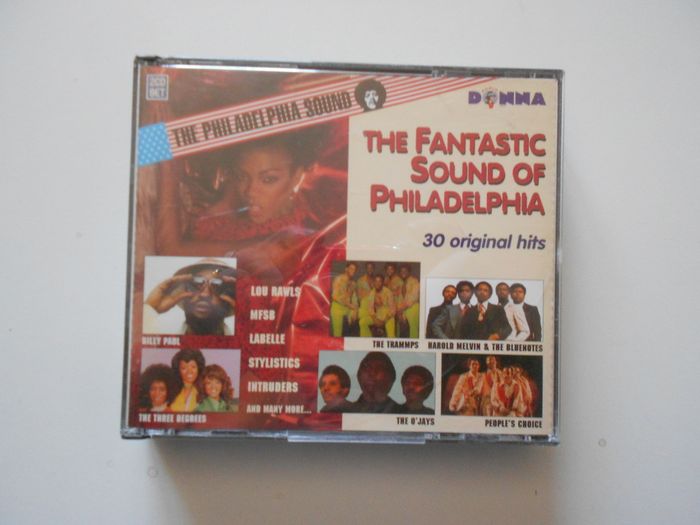 2CD
SET
THE PHILADELPHIA SOUND
DONNA
THE FANTASTIC
SOUND OF
PHILADELPHIA
30 original hits
LOU RAWLS
MFSB
LABELLE
STYLISTICS
INTRUDERS
AND MANY MORE...
BILLY PAUL
THE TRAMMPS
HAROLD MELVIN & THE BLUENOTES
THE THREE DEGREES
THE O'JAYS
PEOPLE'S CHOICE